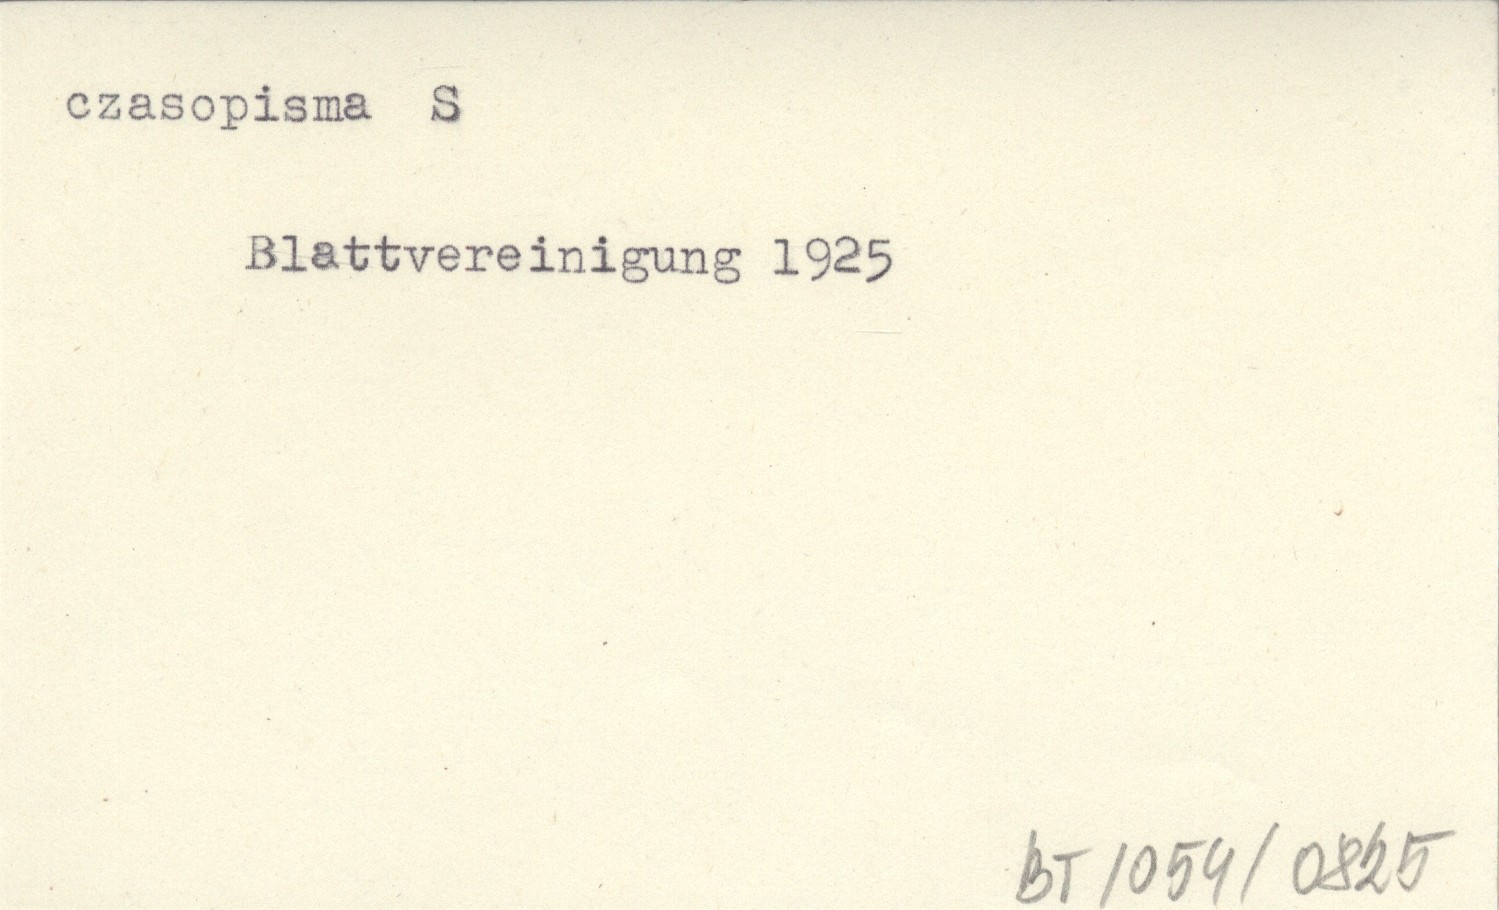 czasopisma S
Blattvereinigung 1925
BT/1054/0825